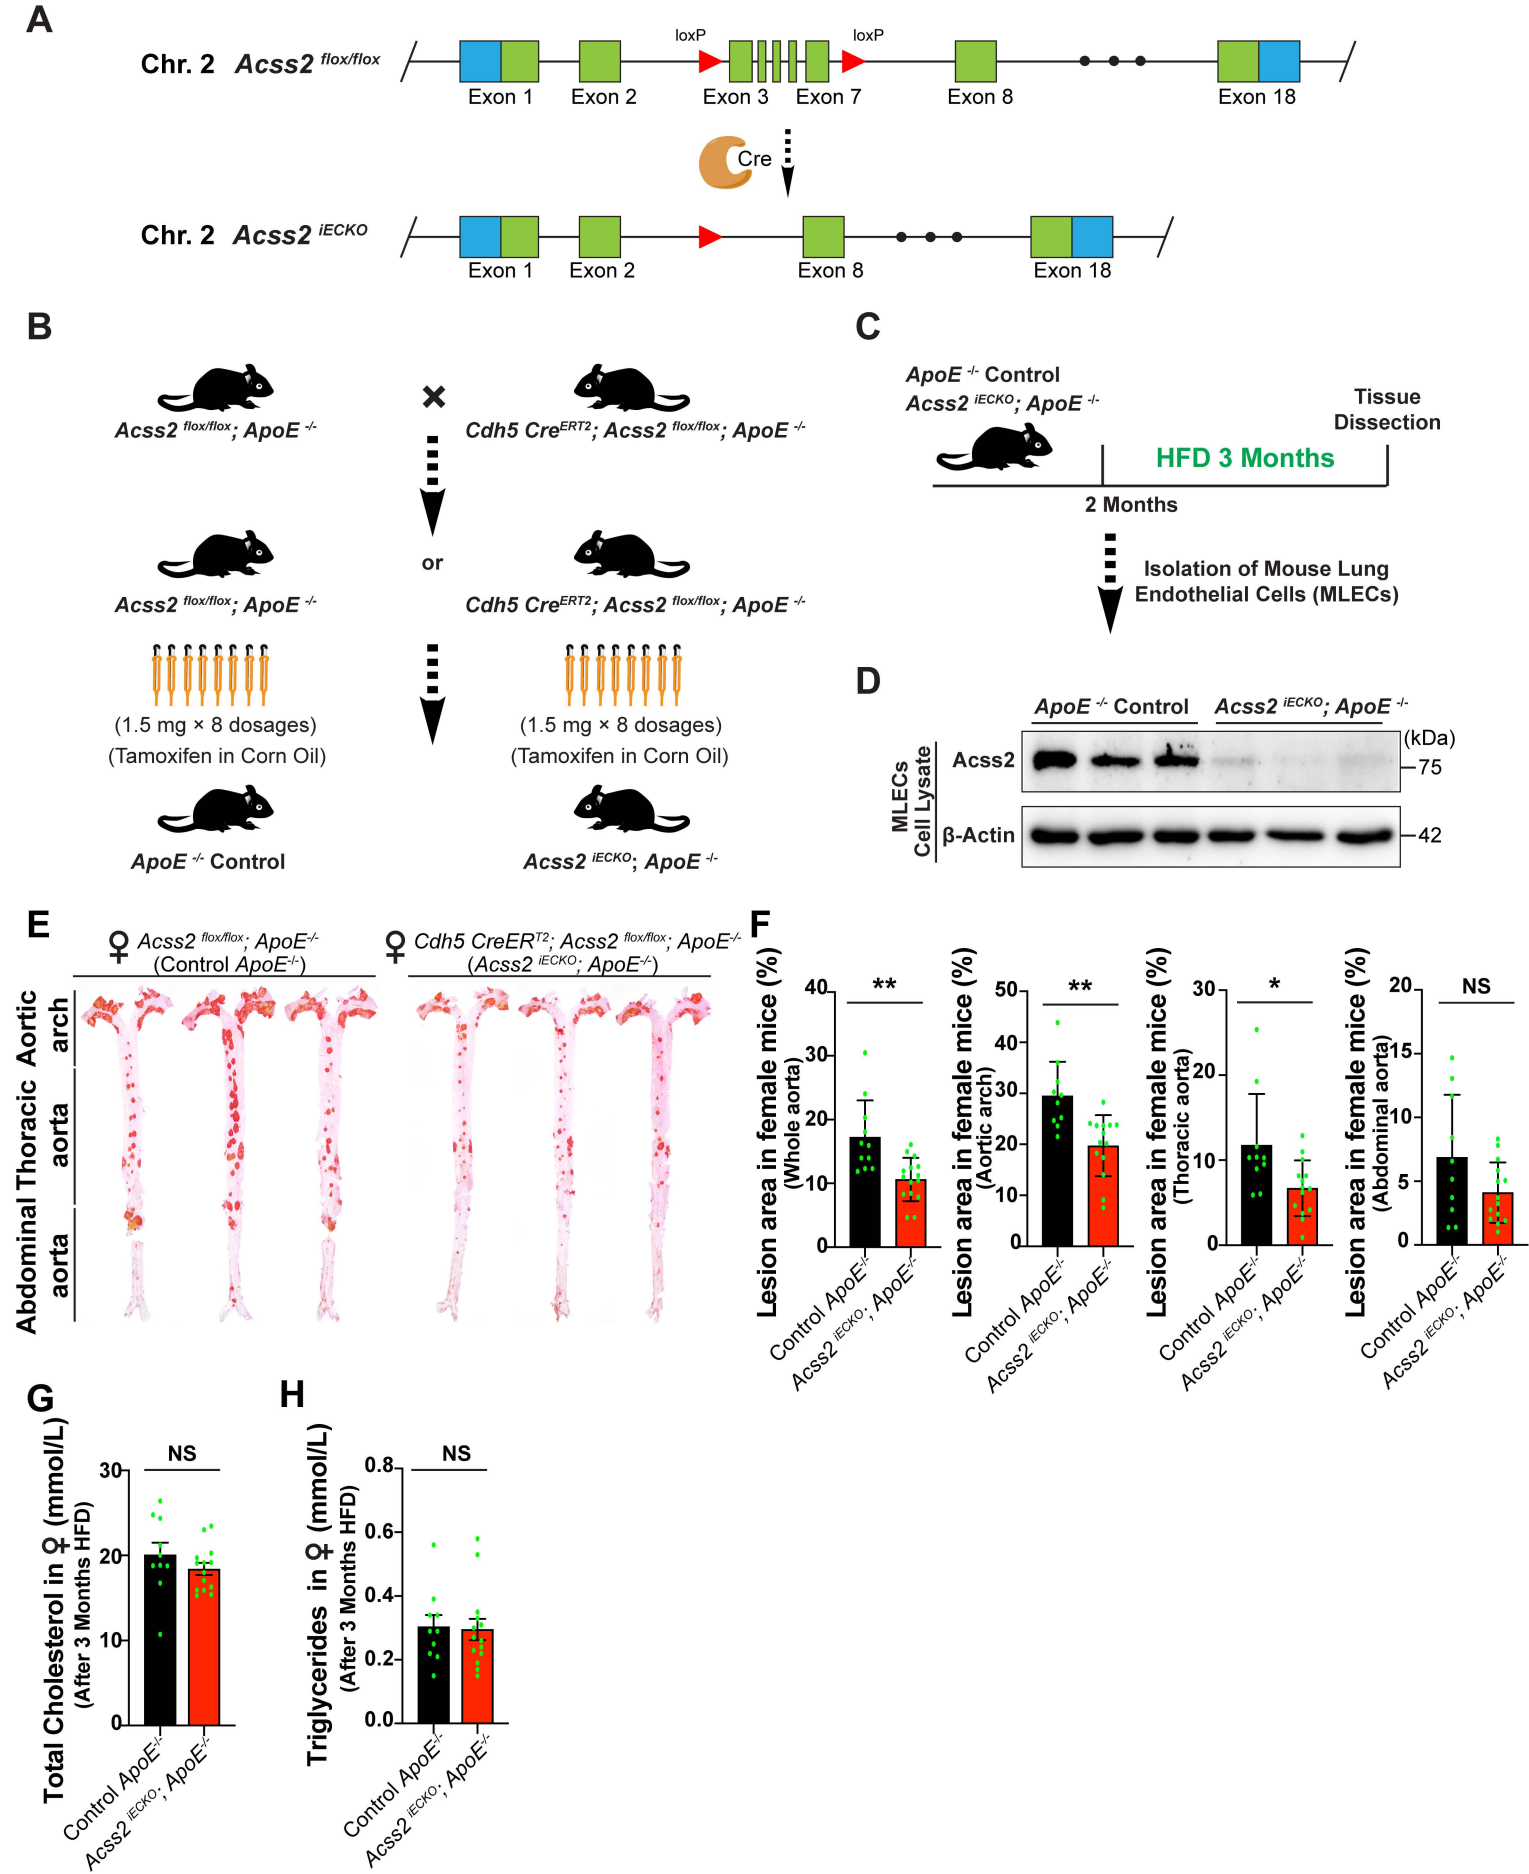 A
Chr. 2 Acss2 flox/flox
loxP
loxP
Exon 1
Exon 2
Exon 3
Exon 7
Exon 8
Exon 18
Cre
Chr. 2 Acss2 iECKO
Exon 1
Exon 2
Exon 8
Exon 18
B
Acss2 flox/flox; ApoE -/-
×
Cdh5 CreERT2; Acss2 flox/flox; ApoE -/-
or
Acss2 flox/flox; ApoE -/-
Cdh5 CreERT2; Acss2 flox/flox; ApoE -/-
(1.5 mg × 8 dosages)
(Tamoxifen in Corn Oil)
(1.5 mg × 8 dosages)
(Tamoxifen in Corn Oil)
ApoE -/- Control
Acss2 iECKO; ApoE -/-
C
ApoE -/- Control
Acss2 iECKO; ApoE -/-
Tissue
Dissection
HFD 3 Months
2 Months
Isolation of Mouse Lung
Endothelial Cells (MLECs)
D
ApoE -/- Control
Acss2 iECKO; ApoE -/-
(kDa)
MLECs
Cell Lysate
Acss2
75
β-Actin
42
E
♀ Acss2 flox/flox; ApoE-/-
(Control ApoE-/-)
♀ Cdh5 CreERT2; Acss2 flox/flox; ApoE-/-
(Acss2 iECKO; ApoE-/-)
Aortic
arch
Thoracic
aorta
Abdominal
aorta
F
Lesion area in female mice (%)
(Whole aorta)
40
30
20
10
0
**
Control ApoE-/-
Acss2 iECKO; ApoE-/-
Lesion area in female mice (%)
(Aortic arch)
50
40
30
20
10
0
**
Control ApoE-/-
Acss2 iECKO; ApoE-/-
Lesion area in female mice (%)
(Thoracic aorta)
30
20
10
0
*
Control ApoE-/-
Acss2 iECKO; ApoE-/-
Lesion area in female mice (%)
(Abdominal aorta)
20
15
10
5
0
NS
Control ApoE-/-
Acss2 iECKO; ApoE-/-
G
Total Cholesterol in ♀ (mmol/L)
(After 3 Months HFD)
30
20
10
0
NS
Control ApoE-/-
Acss2 iECKO; ApoE-/-
H
Triglycerides in ♀ (mmol/L)
(After 3 Months HFD)
0.8
0.6
0.4
0.2
0.0
NS
Control ApoE-/-
Acss2 iECKO; ApoE-/-